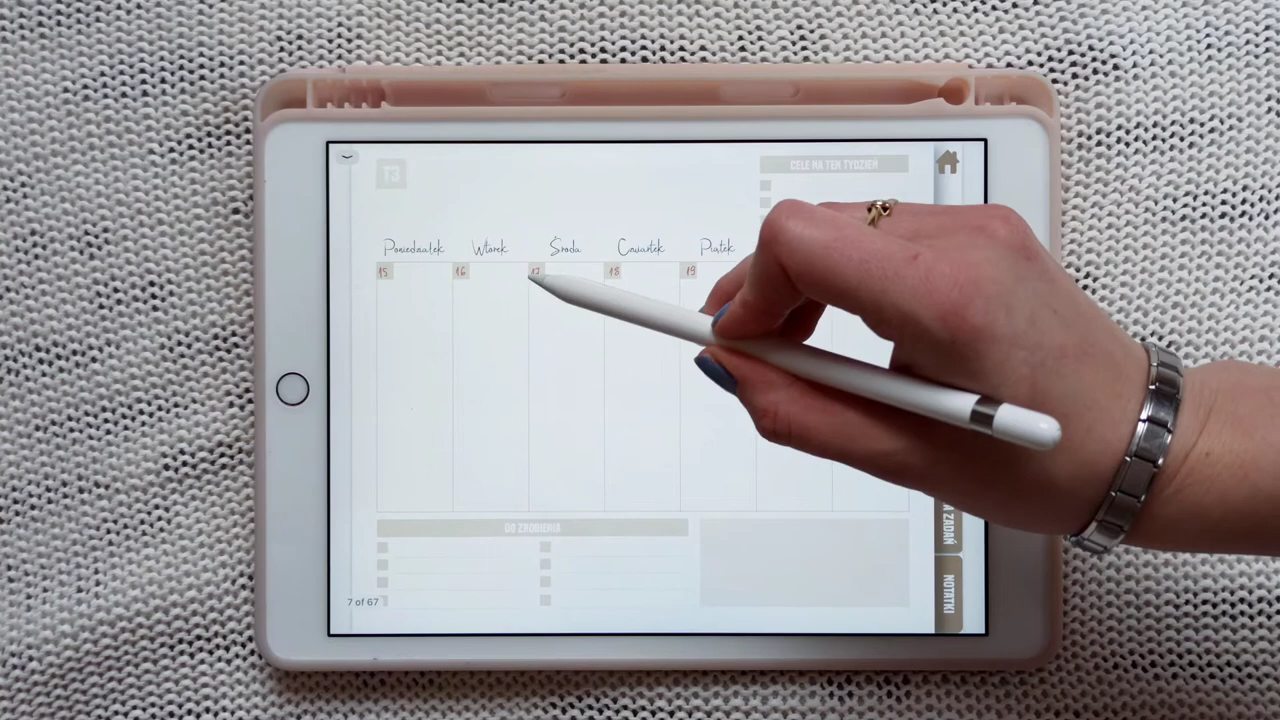 T3
CELE NA TEN TYDZIEŃ
Poniedziałek Wtorek Środa Czwartek Piątek
15 16 17 18 19
DO ZROBIENIA
ZADAŃ
NOTATKI
7 of 67